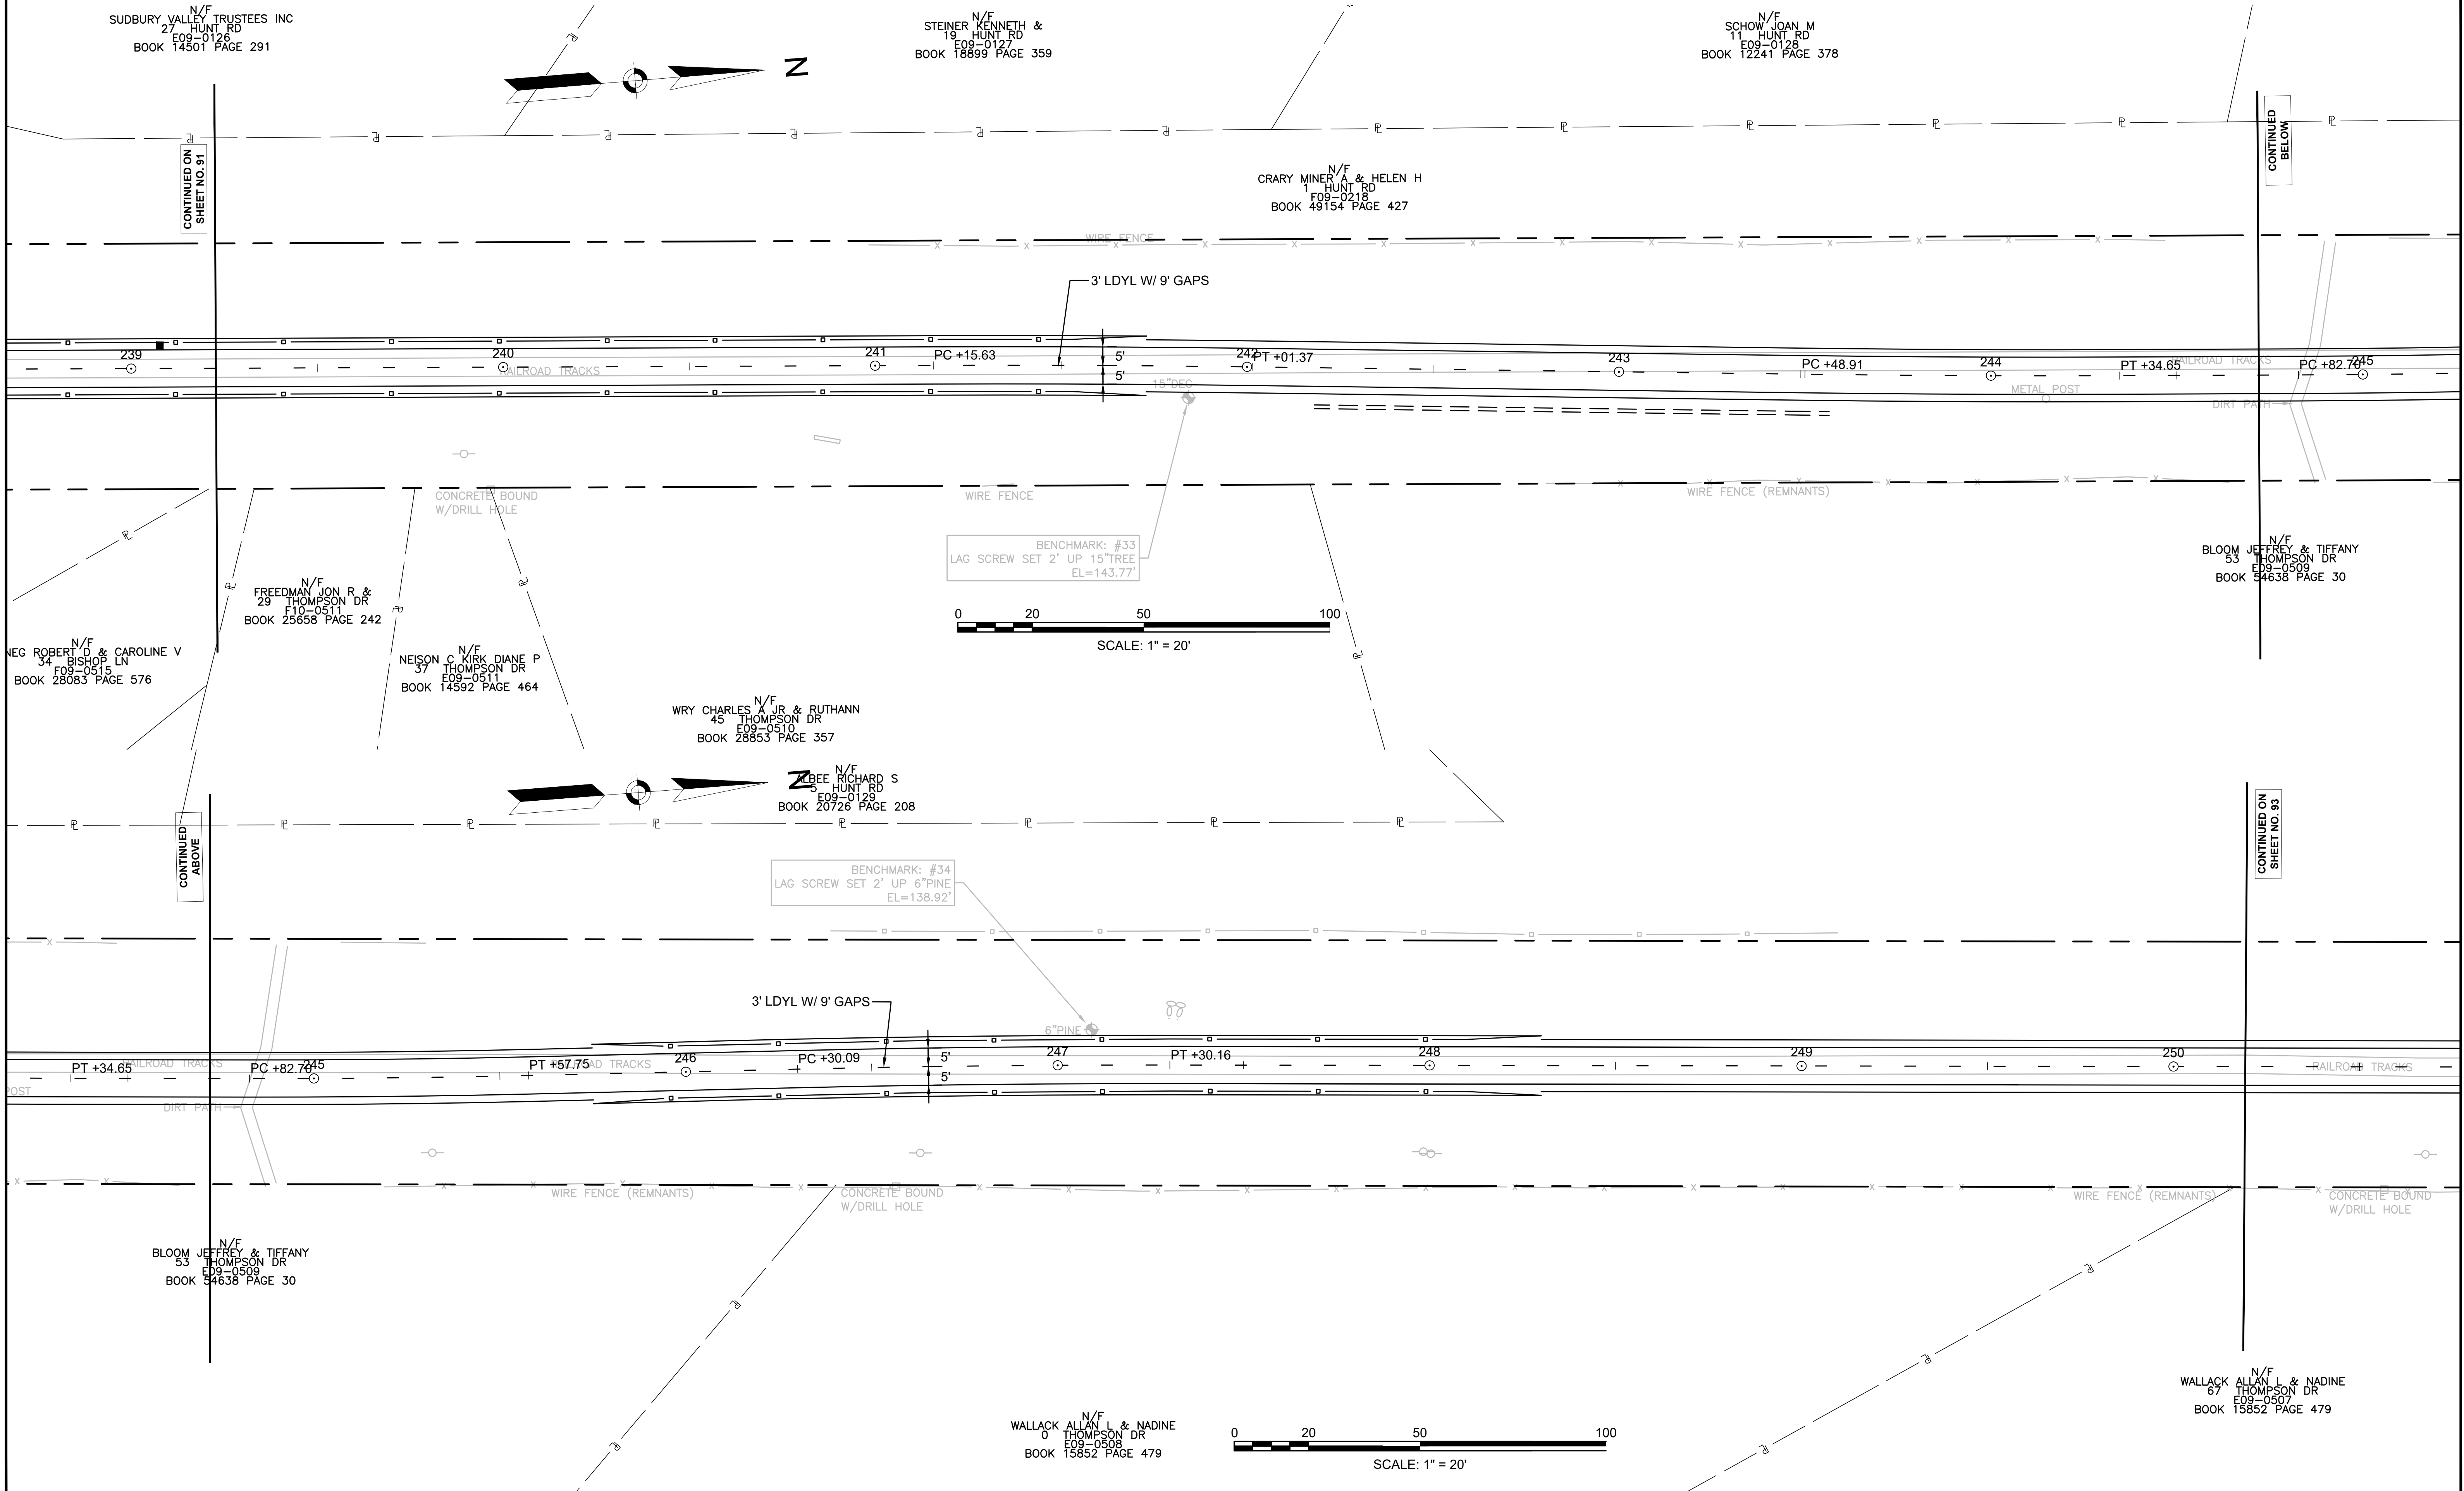 N/F
SUDBURY VALLEY TRUSTEES INC
27 HUNT RD
E09-0126
BOOK 14501 PAGE 291
N/F
STEINER KENNETH &
19 HUNT RD
E09-0127
BOOK 18899 PAGE 359
N/F
SCHOW JOAN M
11 HUNT RD
E09-0128
BOOK 12241 PAGE 378
N
CONTINUED ON
SHEET NO. 91
CONTINUED
BELOW
N/F
CRARY MINER A & HELEN H
1 HUNT RD
F09-0218
BOOK 49154 PAGE 427
WIRE FENCE
3' LDYL W/ 9' GAPS
239
240
241
PC +15.63
5'
5'
242
PT +01.37
243
PC +48.91
244
PT +34.65
PC +82.70
245
RAILROAD TRACKS
RAILROAD TRACKS
15"DEC
METAL POST
DIRT PATH
CONCRETE BOUND
W/DRILL HOLE
WIRE FENCE
WIRE FENCE (REMNANTS)
BENCHMARK: #33
LAG SCREW SET 2' UP 15"TREE
EL=143.77'
N/F
BLOOM JEFFREY & TIFFANY
53 THOMPSON DR
E09-0509
BOOK 54638 PAGE 30
N/F
FREEDMAN JON R &
29 THOMPSON DR
F10-0511
BOOK 25658 PAGE 242
0 20 50 100
SCALE: 1" = 20'
N/F
NEG ROBERT D & CAROLINE V
34 BISHOP LN
F09-0515
BOOK 28083 PAGE 576
N/F
NEISON C KIRK DIANE P
37 THOMPSON DR
E09-0511
BOOK 14592 PAGE 464
N/F
WRY CHARLES A JR & RUTHANN
45 THOMPSON DR
E09-0510
BOOK 28853 PAGE 357
N
N/F
ALBEE RICHARD S
5 HUNT RD
E09-0129
BOOK 20726 PAGE 208
CONTINUED
ABOVE
CONTINUED ON
SHEET NO. 93
BENCHMARK: #34
LAG SCREW SET 2' UP 6"PINE
EL=138.92'
3' LDYL W/ 9' GAPS
6"PINE
PT +34.65
RAILROAD TRACKS
PC +82.70
245
PT +57.75
RAILROAD TRACKS
246
PC +30.09
5'
5'
247
PT +30.16
248
249
250
RAILROAD TRACKS
POST
DIRT PATH
WIRE FENCE (REMNANTS)
CONCRETE BOUND
W/DRILL HOLE
WIRE FENCE (REMNANTS)
CONCRETE BOUND
W/DRILL HOLE
N/F
BLOOM JEFFREY & TIFFANY
53 THOMPSON DR
E09-0509
BOOK 54638 PAGE 30
N/F
WALLACK ALLAN L & NADINE
67 THOMPSON DR
E09-0507
BOOK 15852 PAGE 479
N/F
WALLACK ALLAN L & NADINE
0 THOMPSON DR
E09-0508
BOOK 15852 PAGE 479
0 20 50 100
SCALE: 1" = 20'